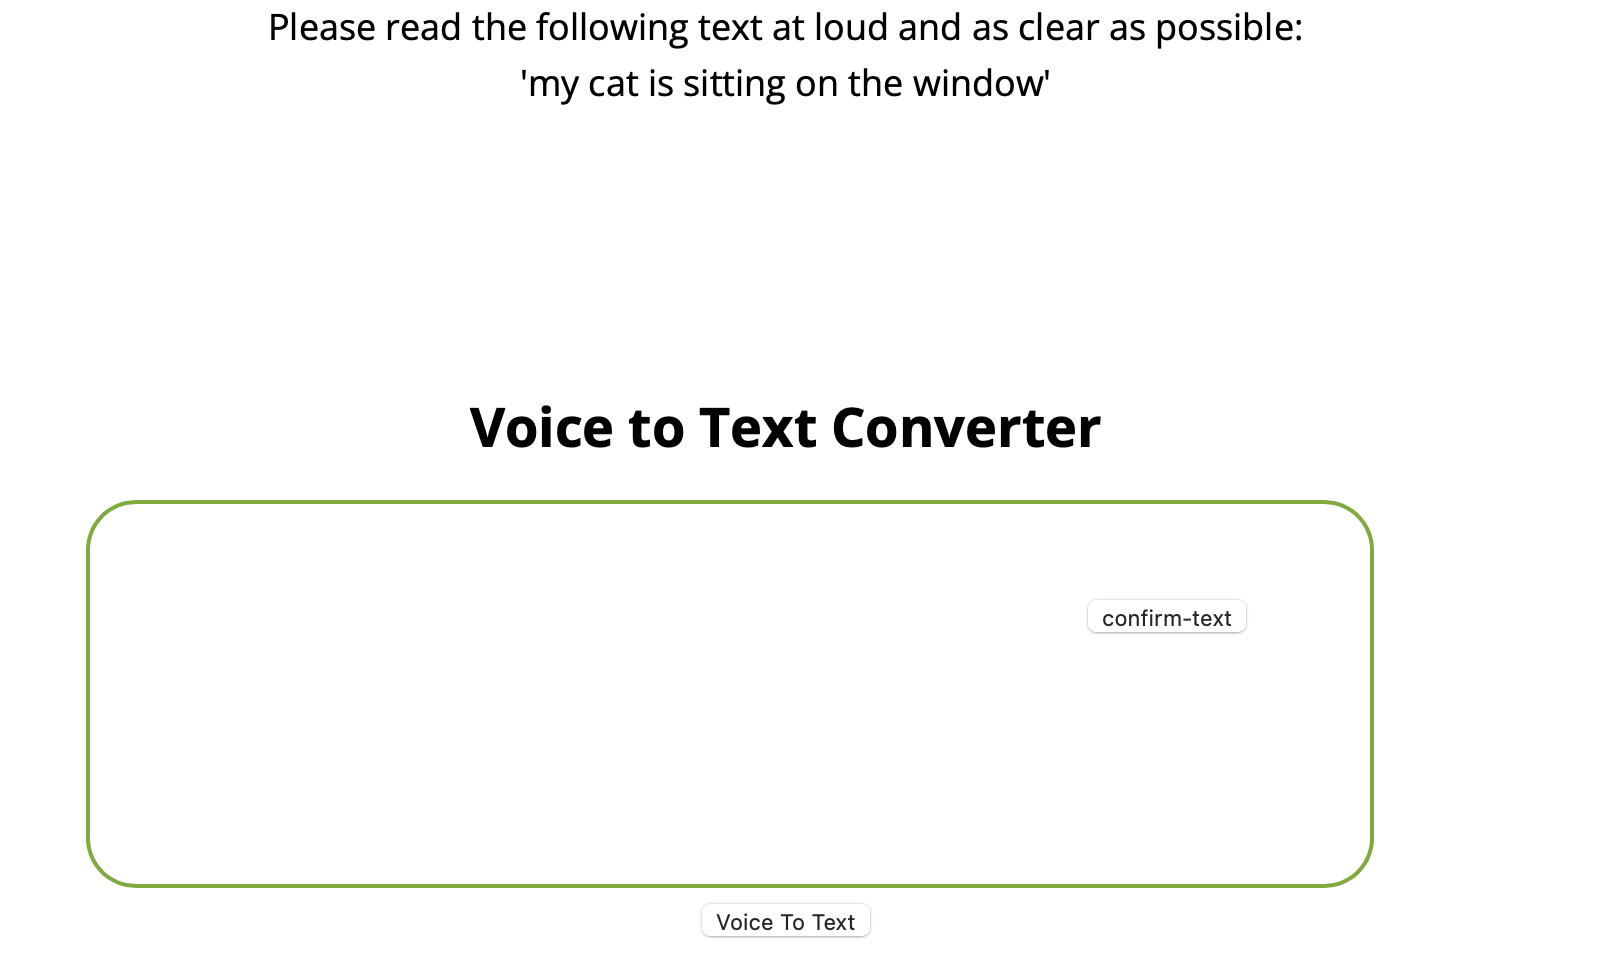 Please read the following text at loud and as clear as possible:
'my cat is sitting on the window'
Voice to Text Converter
confirm-text
Voice To Text